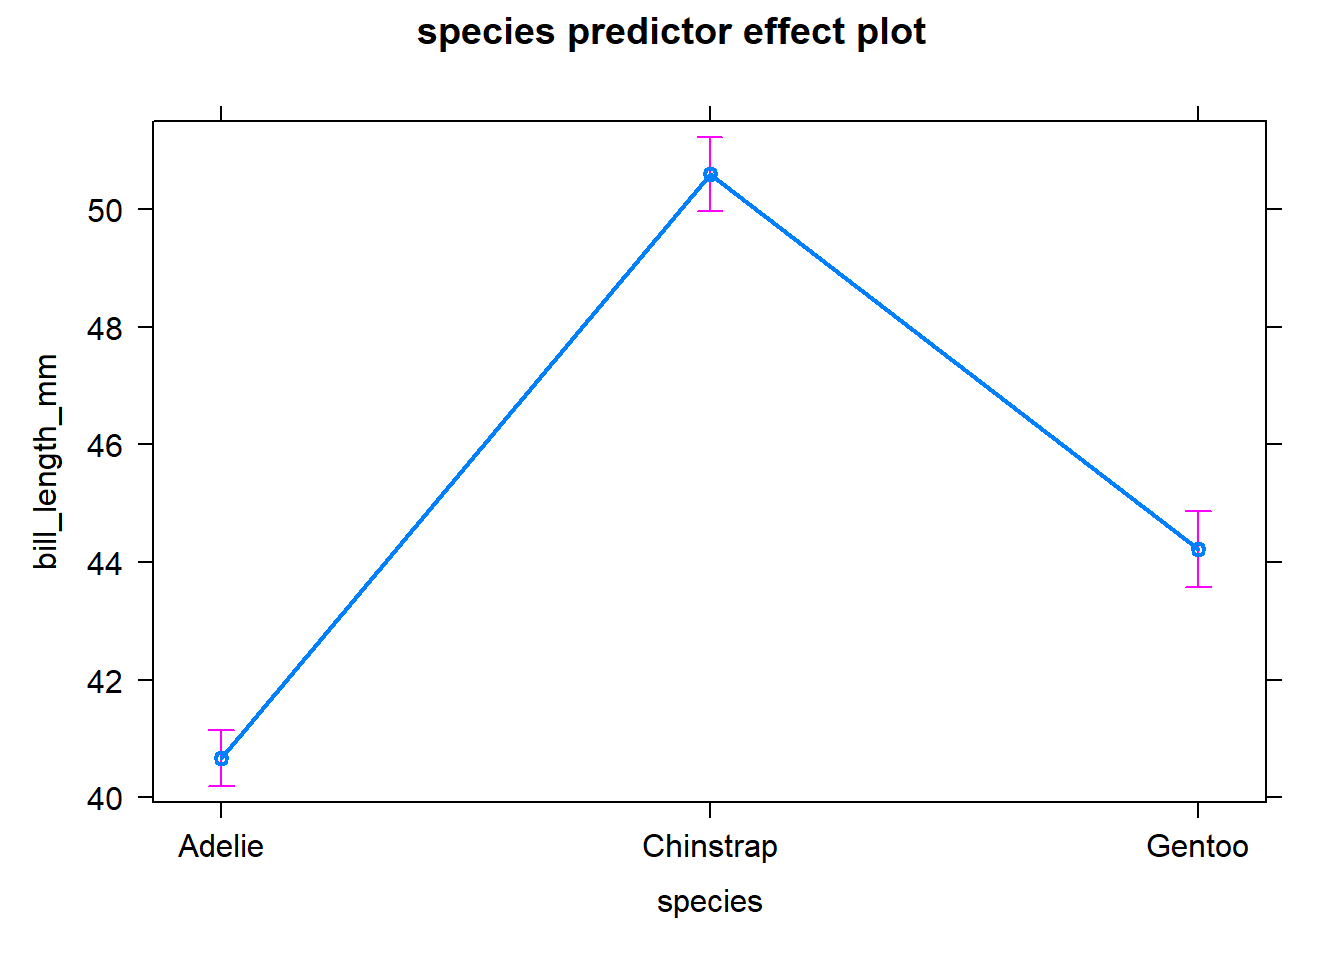 species predictor effect plot
50
48
46
44
42
40
bill_length_mm
Adelie
Chinstrap
Gentoo
species